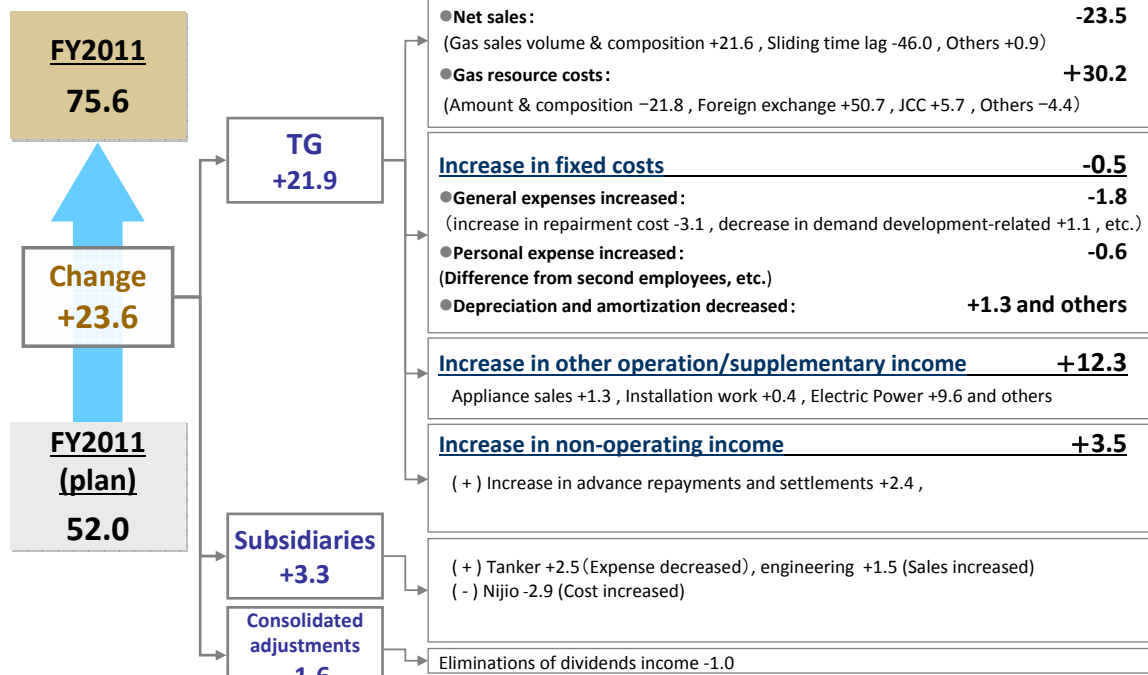 FY2011
75.6
Change
+23.6
FY2011
(plan)
52.0
TG
+21.9
Subsidiaries
+3.3
Consolidated
adjustments
●Net sales: -23.5
(Gas sales volume & composition +21.6 , Sliding time lag -46.0 , Others +0.9)
●Gas resource costs: +30.2
(Amount & composition −21.8 , Foreign exchange +50.7 , JCC +5.7 , Others −4.4)
Increase in fixed costs -0.5
●General expenses increased: -1.8
(increase in repairment cost -3.1 , decrease in demand development-related +1.1 , etc.)
●Personal expense increased: -0.6
(Difference from second employees, etc.)
●Depreciation and amortization decreased: +1.3 and others
Increase in other operation/supplementary income +12.3
Appliance sales +1.3 , Installation work +0.4 , Electric Power +9.6 and others
Increase in non-operating income +3.5
( + ) Increase in advance repayments and settlements +2.4 ,
( + ) Tanker +2.5 (Expense decreased), engineering +1.5 (Sales increased)
( - ) Nijio -2.9 (Cost increased)
Eliminations of dividends income -1.0